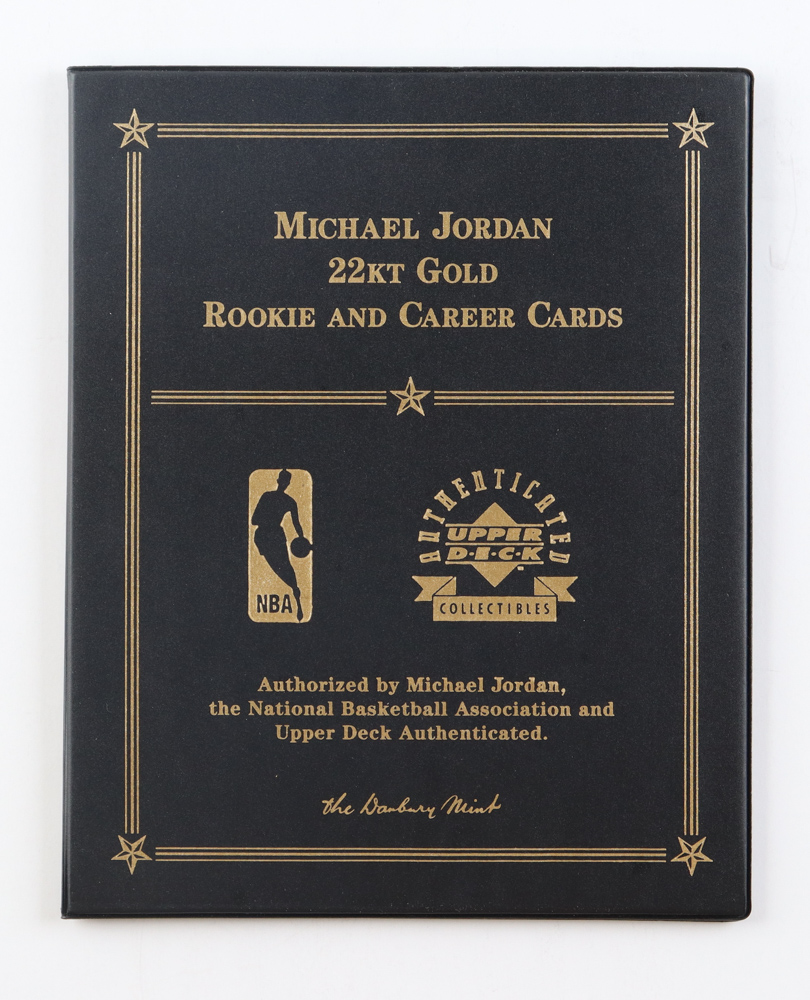 MICHAEL JORDAN
22KT GOLD
ROOKIE AND CAREER CARDS
NBA
AUTHENTICATED
UPPER
D·E·C·K
COLLECTIBLES
Authorized by Michael Jordan,
the National Basketball Association and
Upper Deck Authenticated.
the Danbury Mint